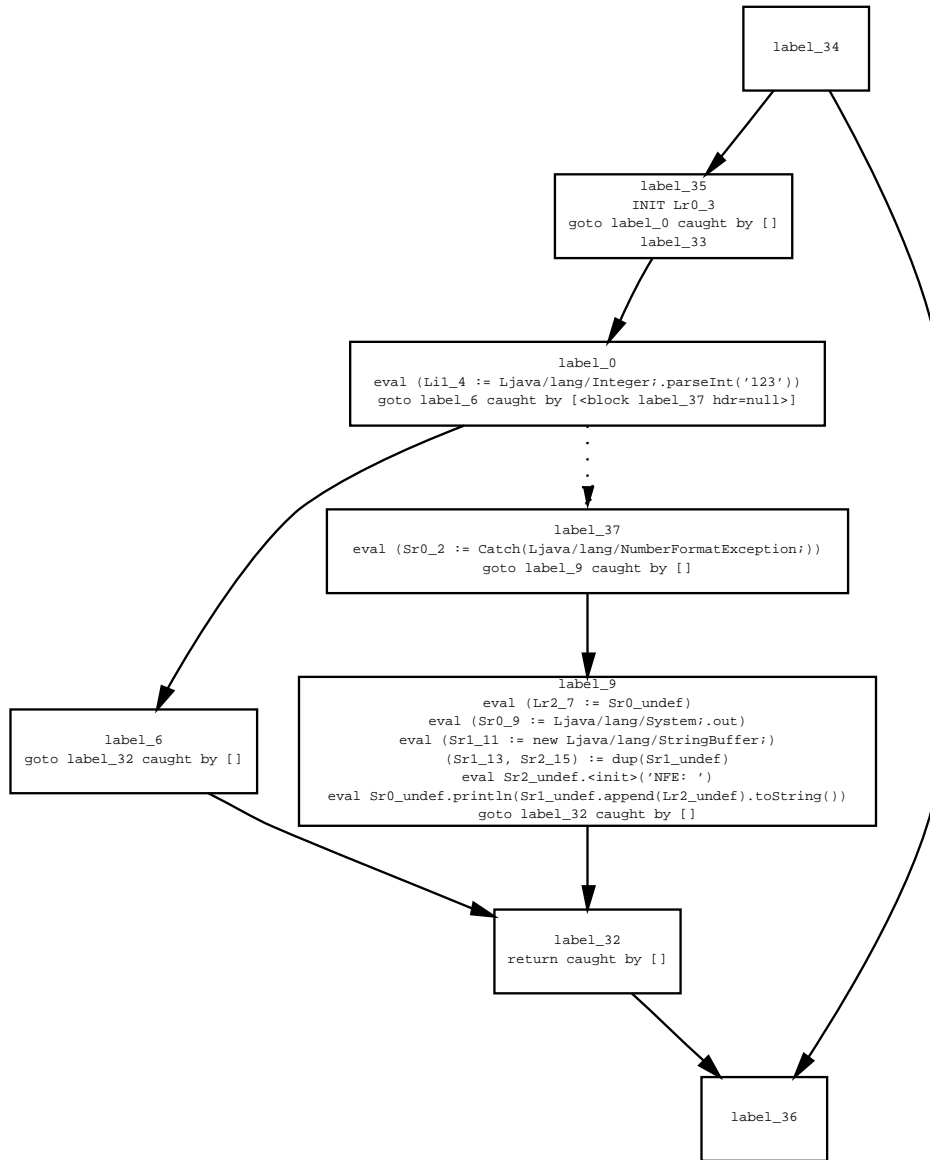 label_34
label_35
INIT Lr0_3
goto label_0 caught by []
label_33
label_0
eval (Li1_4 := Ljava/lang/Integer;.parseInt('123'))
goto label_6 caught by [<block label_37 hdr=null>]
label_37
eval (Sr0_2 := Catch(Ljava/lang/NumberFormatException;))
goto label_9 caught by []
label_9
eval (Lr2_7 := Sr0_undef)
eval (Sr0_9 := Ljava/lang/System;.out)
eval (Sr1_11 := new Ljava/lang/StringBuffer;)
(Sr1_13, Sr2_15) := dup(Sr1_undef)
eval Sr2_undef.<init>('NFE: ')
eval Sr0_undef.println(Sr1_undef.append(Lr2_undef).toString())
goto label_32 caught by []
label_6
goto label_32 caught by []
label_32
return caught by []
label_36